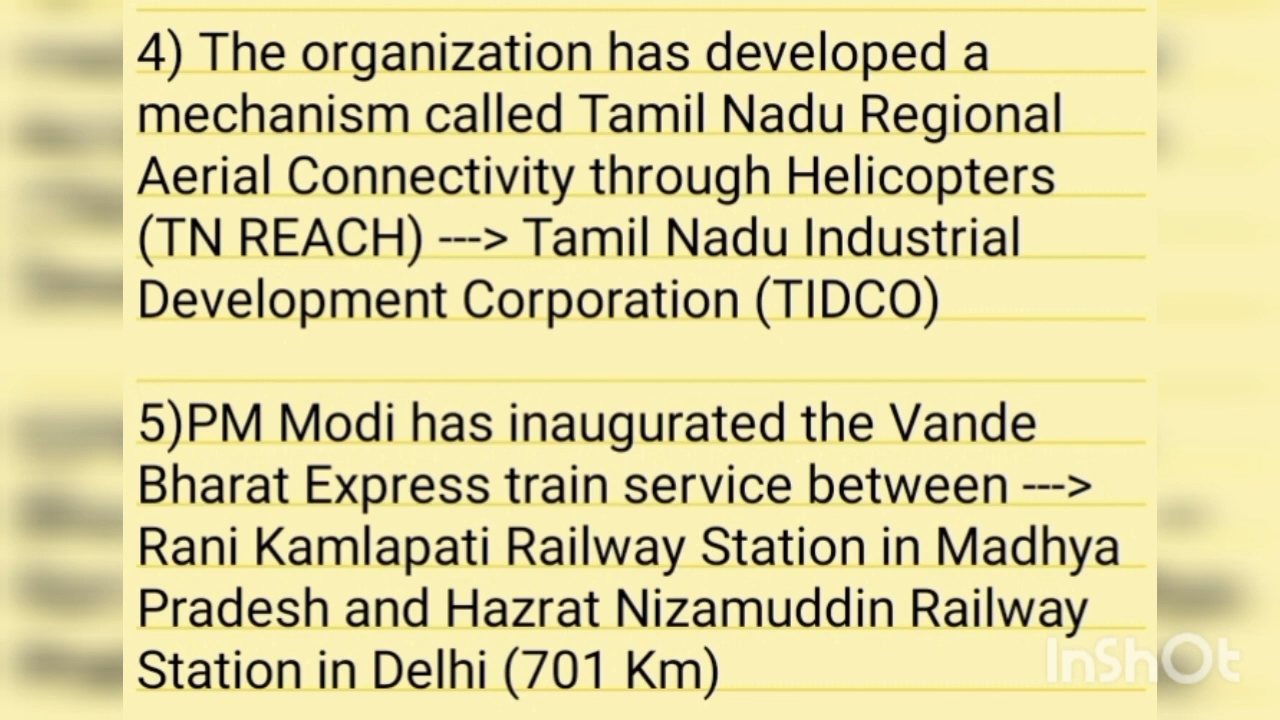 4) The organization has developed a
mechanism called Tamil Nadu Regional
Aerial Connectivity through Helicopters
(TN REACH) ---> Tamil Nadu Industrial
Development Corporation (TIDCO)
5)PM Modi has inaugurated the Vande
Bharat Express train service between --->
Rani Kamlapati Railway Station in Madhya
Pradesh and Hazrat Nizamuddin Railway
Station in Delhi (701 Km)
InShOt